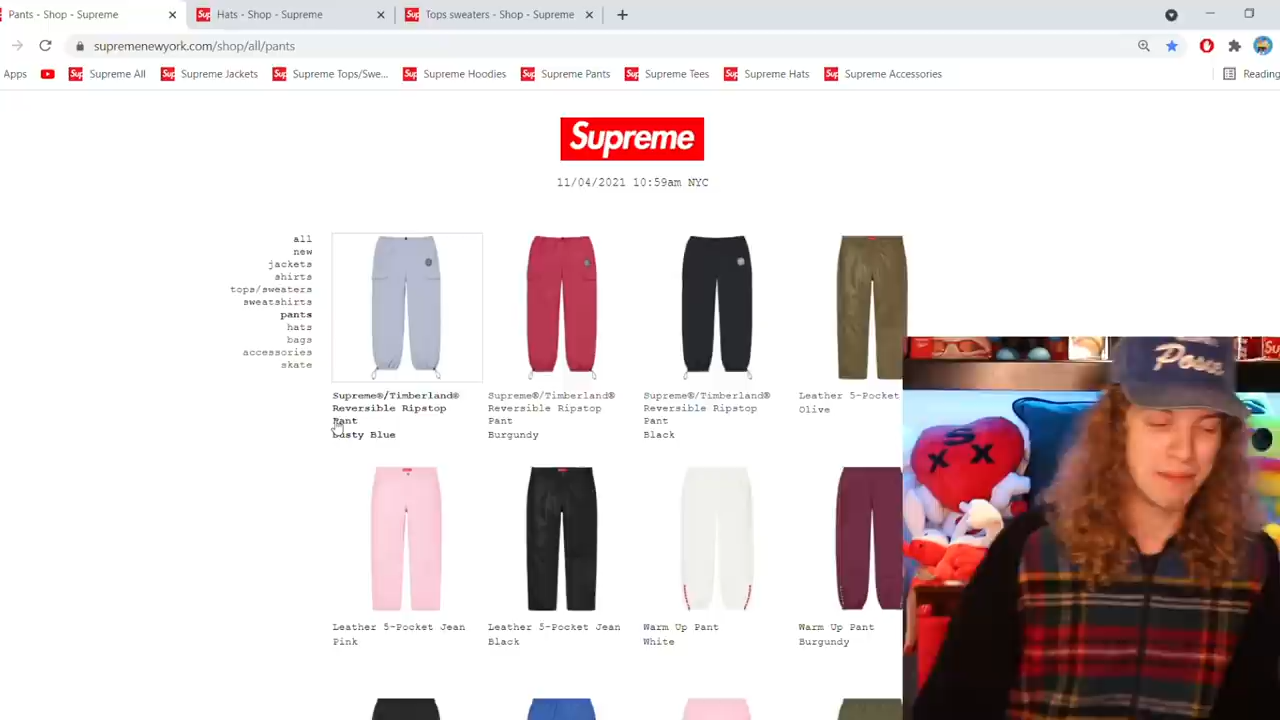 Pants - Shop - Supreme
Hats - Shop - Supreme
Tops sweaters - Shop - Supreme
supremenewyork.com/shop/all/pants
Apps
Supreme All
Supreme Jackets
Supreme Tops/Swe...
Supreme Hoodies
Supreme Pants
Supreme Tees
Supreme Hats
Supreme Accessories
Reading
Supreme
11/04/2021 10:59am NYC
all
new
jackets
shirts
tops/sweaters
sweatshirts
pants
hats
bags
accessories
skate
Supreme®/Timberland®
Reversible Ripstop
Pant
Dusty Blue
Supreme®/Timberland®
Reversible Ripstop
Pant
Burgundy
Supreme®/Timberland®
Reversible Ripstop
Pant
Black
Leather 5-Pocket
Olive
Leather 5-Pocket Jean
Pink
Leather 5-Pocket Jean
Black
Warm Up Pant
White
Warm Up Pant
Burgundy